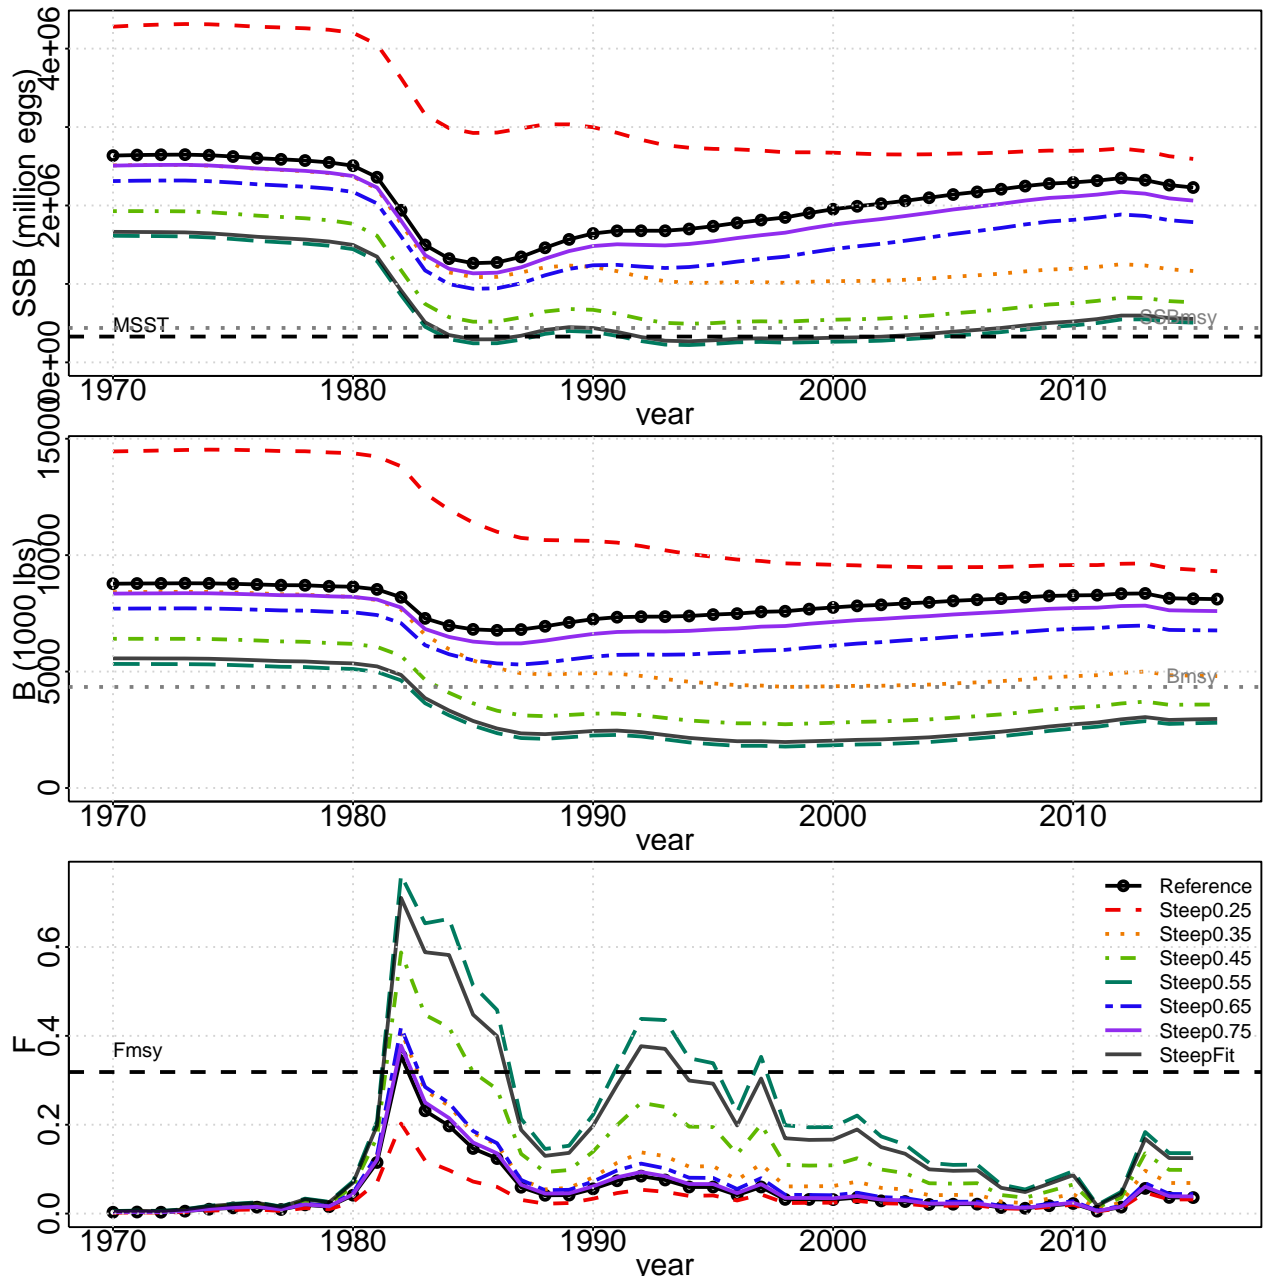 SSB (million eggs)
4e+06
2e+06
0e+00
MSST
SSBmsy
1970 1980 1990 2000 2010
year
B (1000 lbs)
15000
10000
5000
0
Bmsy
1970 1980 1990 2000 2010
year
F
0.6
0.4
0.2
0.0
Fmsy
Reference
Steep0.25
Steep0.35
Steep0.45
Steep0.55
Steep0.65
Steep0.75
SteepFit
1970 1980 1990 2000 2010
year